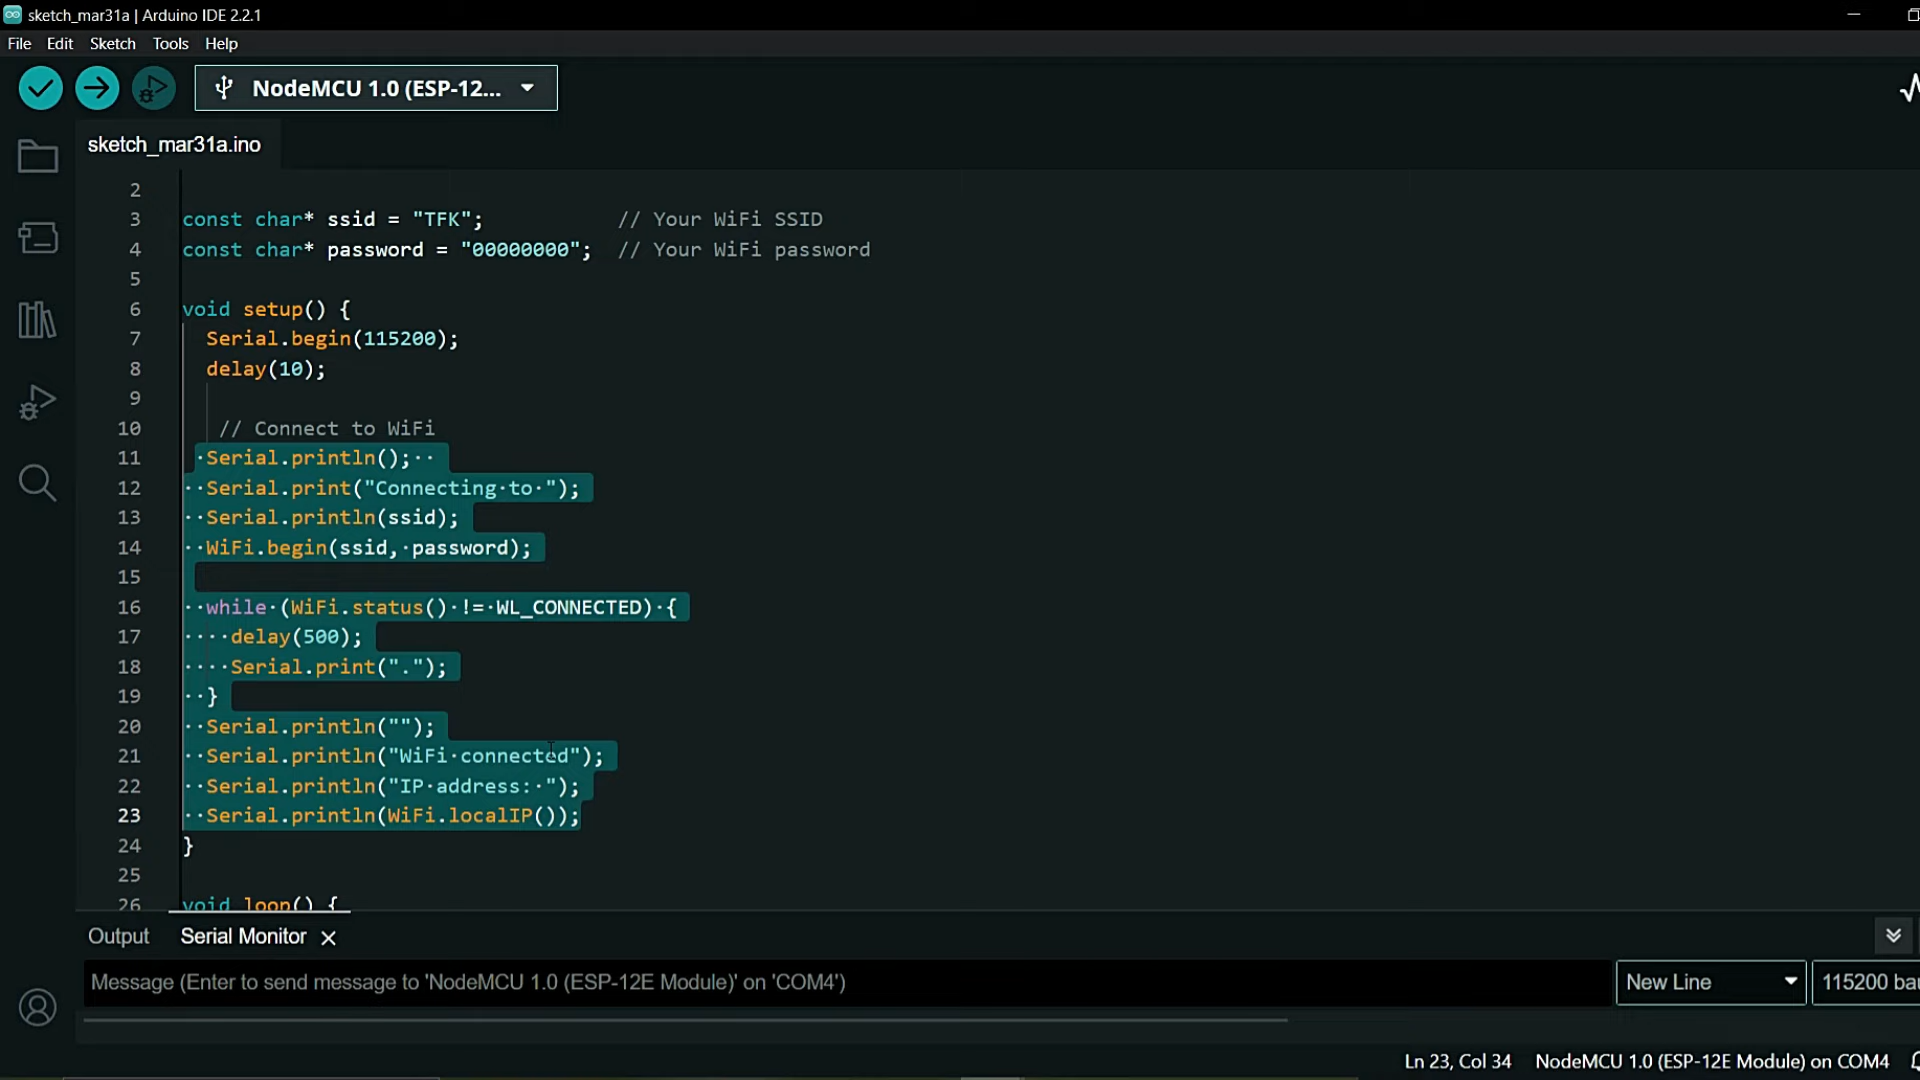 sketch_mar31a | Arduino IDE 2.2.1
File Edit Sketch Tools Help
NodeMCU 1.0 (ESP-12...
sketch_mar31a.ino
2
3 const char* ssid = "TFK"; // Your WiFi SSID
4 const char* password = "00000000"; // Your WiFi password
5
6 void setup() {
7 Serial.begin(115200);
8 delay(10);
9
10 // Connect to WiFi
11 Serial.println();
12 Serial.print("Connecting to ");
13 Serial.println(ssid);
14 WiFi.begin(ssid, password);
15
16 while (WiFi.status() != WL_CONNECTED) {
17 delay(500);
18 Serial.print(".");
19 }
20 Serial.println("");
21 Serial.println("WiFi connected");
22 Serial.println("IP address: ");
23 Serial.println(WiFi.localIP());
24 }
25
26 void loop() {
Output Serial Monitor
Message (Enter to send message to 'NodeMCU 1.0 (ESP-12E Module)' on 'COM4')
New Line
115200 bau
Ln 23, Col 34 NodeMCU 1.0 (ESP-12E Module) on COM4